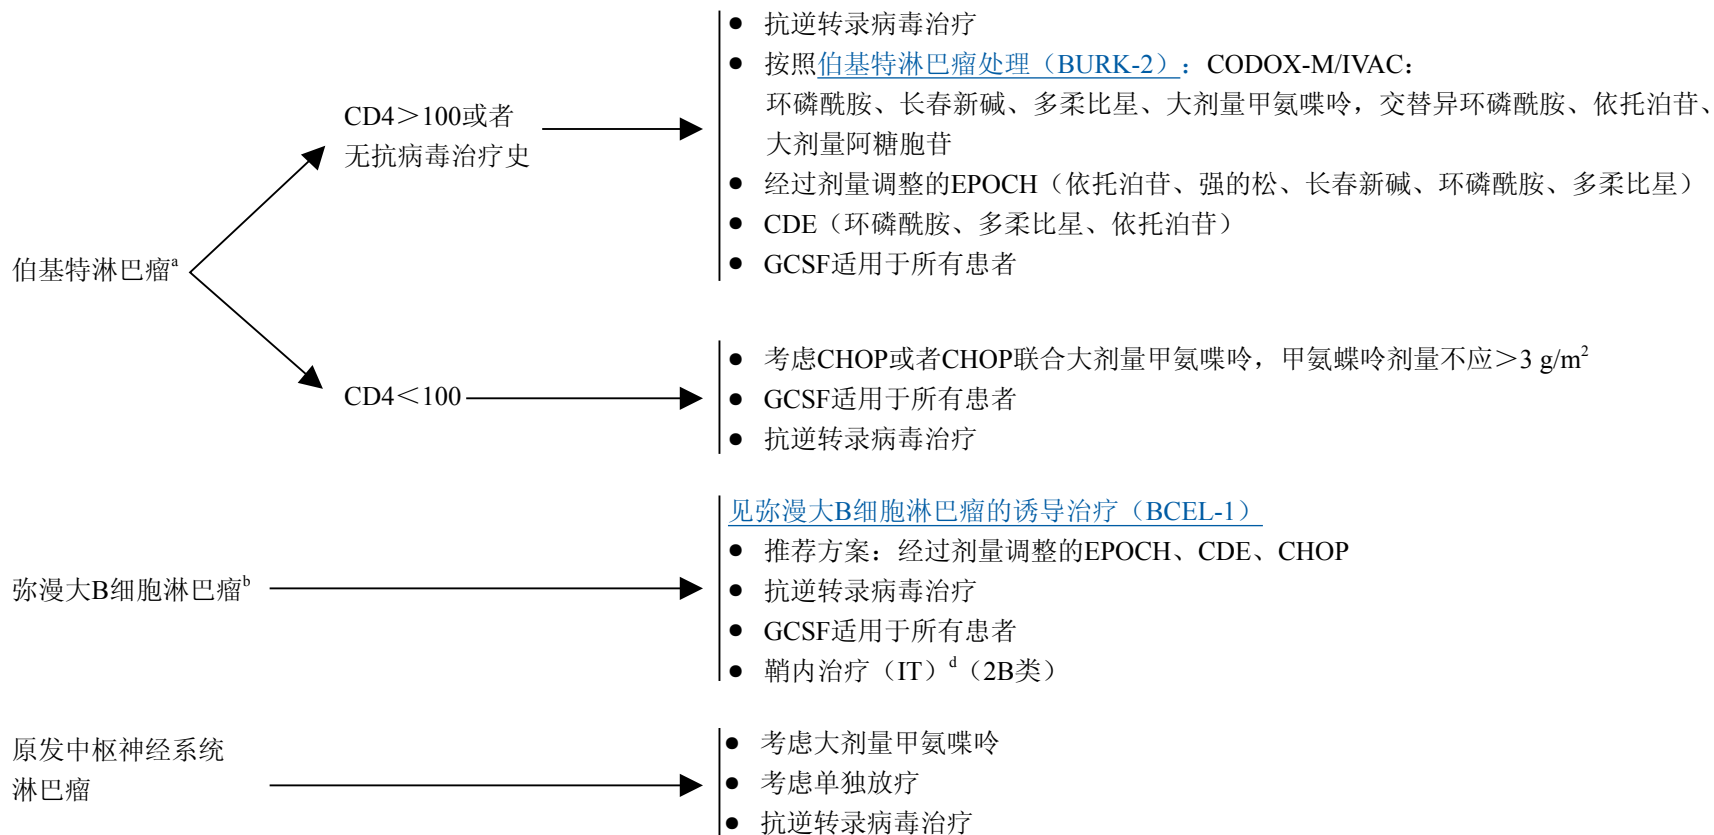 ● 抗逆转录病毒治疗
● 按照伯基特淋巴瘤处理（BURK-2）：CODOX-M/IVAC：
环磷酰胺、长春新碱、多柔比星、大剂量甲氨喋呤，交替异环磷酰胺、依托泊苷、
大剂量阿糖胞苷
● 经过剂量调整的EPOCH（依托泊苷、强的松、长春新碱、环磷酰胺、多柔比星）
● CDE（环磷酰胺、多柔比星、依托泊苷）
● GCSF适用于所有患者
CD4＞100或者
无抗病毒治疗史
伯基特淋巴瘤a
CD4＜100
● 考虑CHOP或者CHOP联合大剂量甲氨喋呤，甲氨蝶呤剂量不应＞3 g/m2
● GCSF适用于所有患者
● 抗逆转录病毒治疗
弥漫大B细胞淋巴瘤b
见弥漫大B细胞淋巴瘤的诱导治疗（BCEL-1）
● 推荐方案：经过剂量调整的EPOCH、CDE、CHOP
● 抗逆转录病毒治疗
● GCSF适用于所有患者
● 鞘内治疗（IT）d（2B类）
原发中枢神经系统
淋巴瘤
● 考虑大剂量甲氨喋呤
● 考虑单独放疗
● 抗逆转录病毒治疗